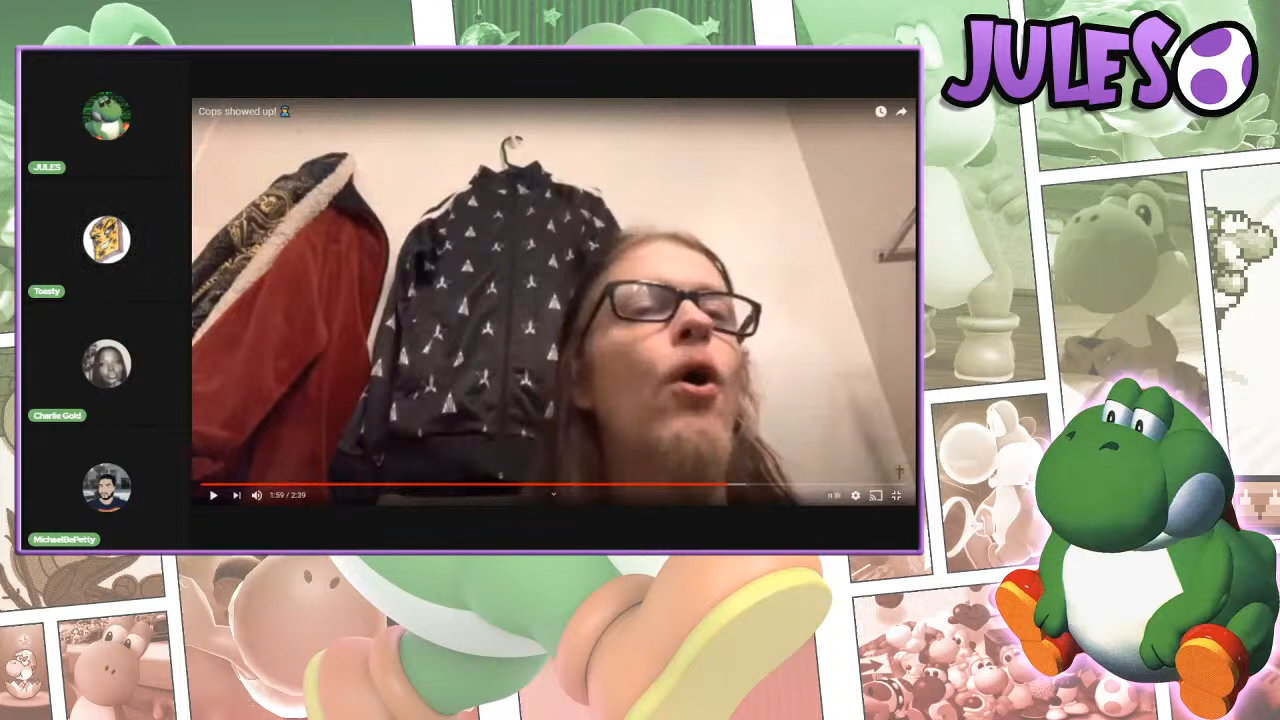 JULES
Cops showed up!
JULES
Toasty
Charlie Gold
MichaelBePetty
1:59 / 2:39